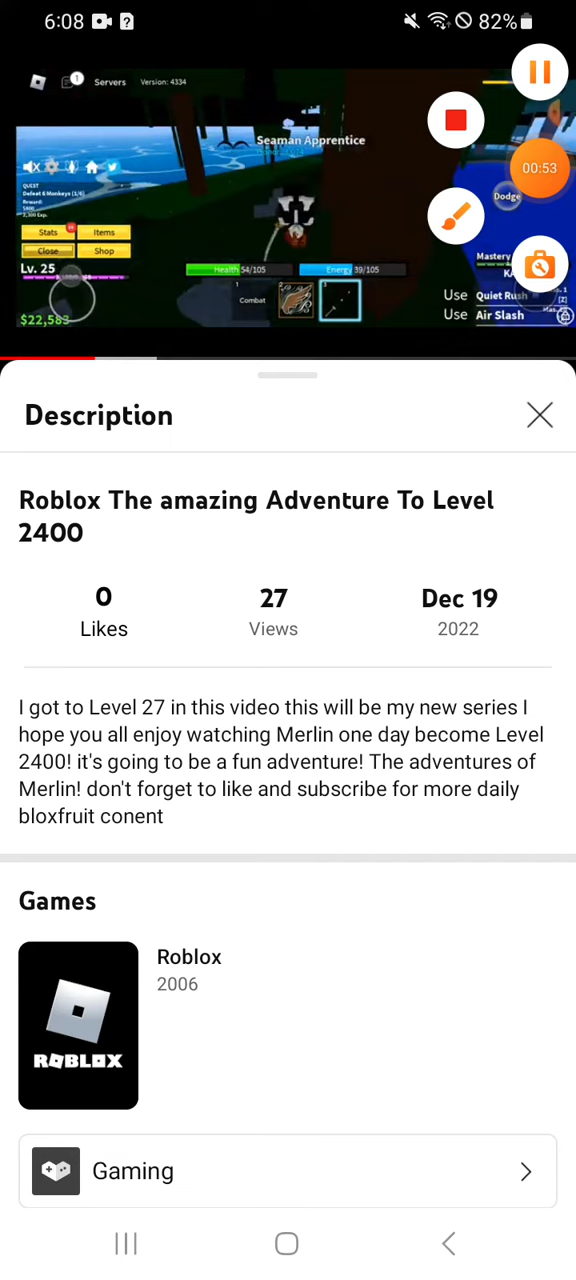 6:08
82%
1
Servers
Version: 4334
00:53
Seaman Apprentice
QUEST
Defeat 6 Monkeys [1/6]
Reward:
Dodge
Stats
Items
Close
Shop
Lv. 25
Health 54/105
Energy 39/105
Mastery
1
Combat
Use Quiet Rush
[Z]
Use Air Slash
$22,583
Description
Roblox The amazing Adventure To Level
2400
0
27
Dec 19
Likes
Views
2022
I got to Level 27 in this video this will be my new series I
hope you all enjoy watching Merlin one day become Level
2400! it's going to be a fun adventure! The adventures of
Merlin! don't forget to like and subscribe for more daily
bloxfruit conent
Games
Roblox
2006
ROBLOX
Gaming